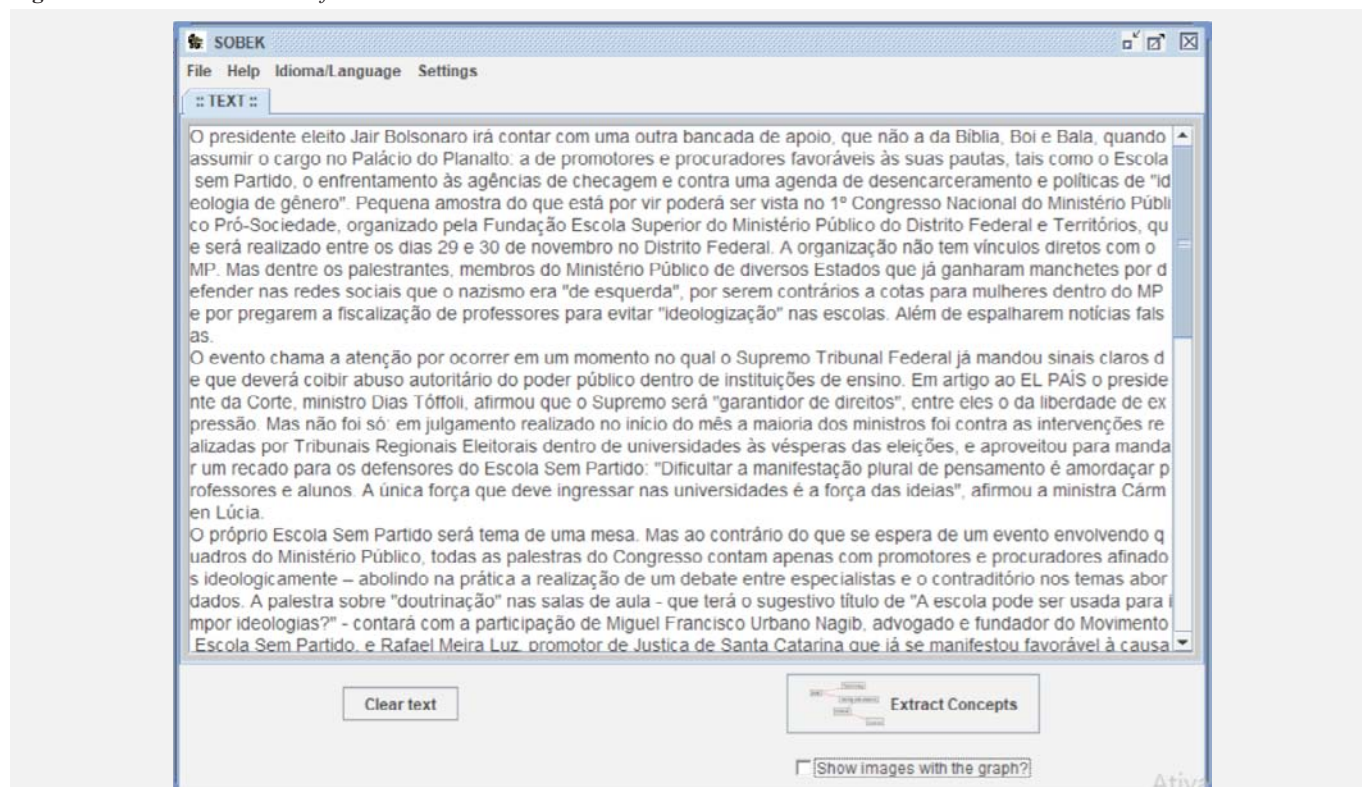 SOBEK
File Help Idioma/Language Settings
:: TEXT ::
O presidente eleito Jair Bolsonaro irá contar com uma outra bancada de apoio, que não a da Bíblia, Boi e Bala, quando
assumir o cargo no Palácio do Planalto: a de promotores e procuradores favoráveis às suas pautas, tais como o Escola
sem Partido, o enfrentamento às agências de checagem e contra uma agenda de desencarceramento e políticas de "id
eologia de gênero". Pequena amostra do que está por vir poderá ser vista no 1º Congresso Nacional do Ministério Públi
co Pró-Sociedade, organizado pela Fundação Escola Superior do Ministério Público do Distrito Federal e Territórios, qu
e será realizado entre os dias 29 e 30 de novembro no Distrito Federal. A organização não tem vínculos diretos com o
MP. Mas dentre os palestrantes, membros do Ministério Público de diversos Estados que já ganharam manchetes por d
efender nas redes sociais que o nazismo era "de esquerda", por serem contrários a cotas para mulheres dentro do MP
e por pregarem a fiscalização de professores para evitar "ideologização" nas escolas. Além de espalharem notícias fals
as.
O evento chama a atenção por ocorrer em um momento no qual o Supremo Tribunal Federal já mandou sinais claros d
e que deverá coibir abuso autoritário do poder público dentro de instituições de ensino. Em artigo ao EL PAÍS o preside
nte da Corte, ministro Dias Tóffoli, afirmou que o Supremo será "garantidor de direitos", entre eles o da liberdade de ex
pressão. Mas não foi só: em julgamento realizado no início do mês a maioria dos ministros foi contra as intervenções re
alizadas por Tribunais Regionais Eleitorais dentro de universidades às vésperas das eleições, e aproveitou para manda
r um recado para os defensores do Escola Sem Partido: "Dificultar a manifestação plural de pensamento é amordaçar p
rofessores e alunos. A única força que deve ingressar nas universidades é a força das ideias", afirmou a ministra Cárm
en Lúcia.
O próprio Escola Sem Partido será tema de uma mesa. Mas ao contrário do que se espera de um evento envolvendo q
uadros do Ministério Público, todas as palestras do Congresso contam apenas com promotores e procuradores afinado
s ideologicamente – abolindo na prática a realização de um debate entre especialistas e o contraditório nos temas abor
dados. A palestra sobre "doutrinação" nas salas de aula - que terá o sugestivo título de "A escola pode ser usada para i
mpor ideologias?" - contará com a participação de Miguel Francisco Urbano Nagib, advogado e fundador do Movimento
Escola Sem Partido, e Rafael Meira Luz, promotor de Justiça de Santa Catarina que já se manifestou favorável à causa
Clear text
Extract Concepts
Show images with the graph?
Ativa